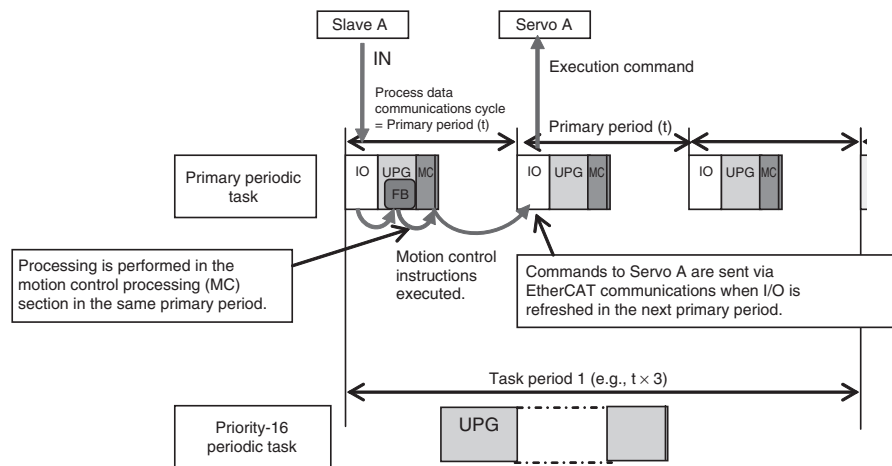 Slave A
Servo A
IN
Execution command
Process data
communications cycle
= Primary period (t)
Primary period (t)
Primary periodic
task
IO
UPG
MC
FB
IO
UPG
MC
IO
UPG
MC
Processing is performed in the
motion control processing (MC)
section in the same primary period.
Motion control
instructions
executed.
Commands to Servo A are sent via
EtherCAT communications when I/O is
refreshed in the next primary period.
Task period 1 (e.g., t × 3)
Priority-16
periodic task
UPG